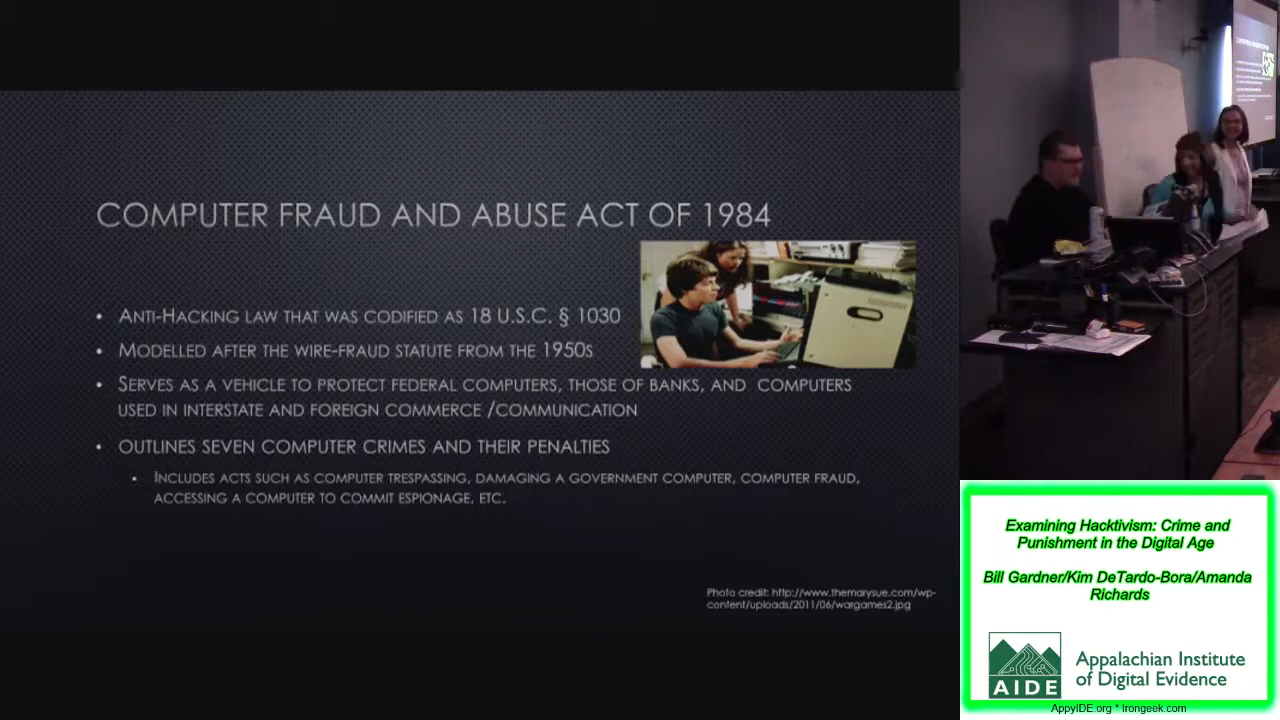 COMPUTER FRAUD AND ABUSE ACT OF 1984
• ANTI-HACKING LAW THAT WAS CODIFIED AS 18 U.S.C. § 1030
• MODELLED AFTER THE WIRE-FRAUD STATUTE FROM THE 1950S
• SERVES AS A VEHICLE TO PROTECT FEDERAL COMPUTERS, THOSE OF BANKS, AND COMPUTERS
USED IN INTERSTATE AND FOREIGN COMMERCE /COMMUNICATION
• OUTLINES SEVEN COMPUTER CRIMES AND THEIR PENALTIES
• INCLUDES ACTS SUCH AS COMPUTER TRESPASSING, DAMAGING A GOVERNMENT COMPUTER, COMPUTER FRAUD,
ACCESSING A COMPUTER TO COMMIT ESPIONAGE, ETC.
Photo credit: http://www.themarysue.com/wp-
content/uploads/2011/06/wargames2.jpg
Examining Hacktivism: Crime and
Punishment in the Digital Age
Bill Gardner/Kim DeTardo-Bora/Amanda
Richards
AIDE
Appalachian Institute
of Digital Evidence
AppyIDE.org * Irongeek.com